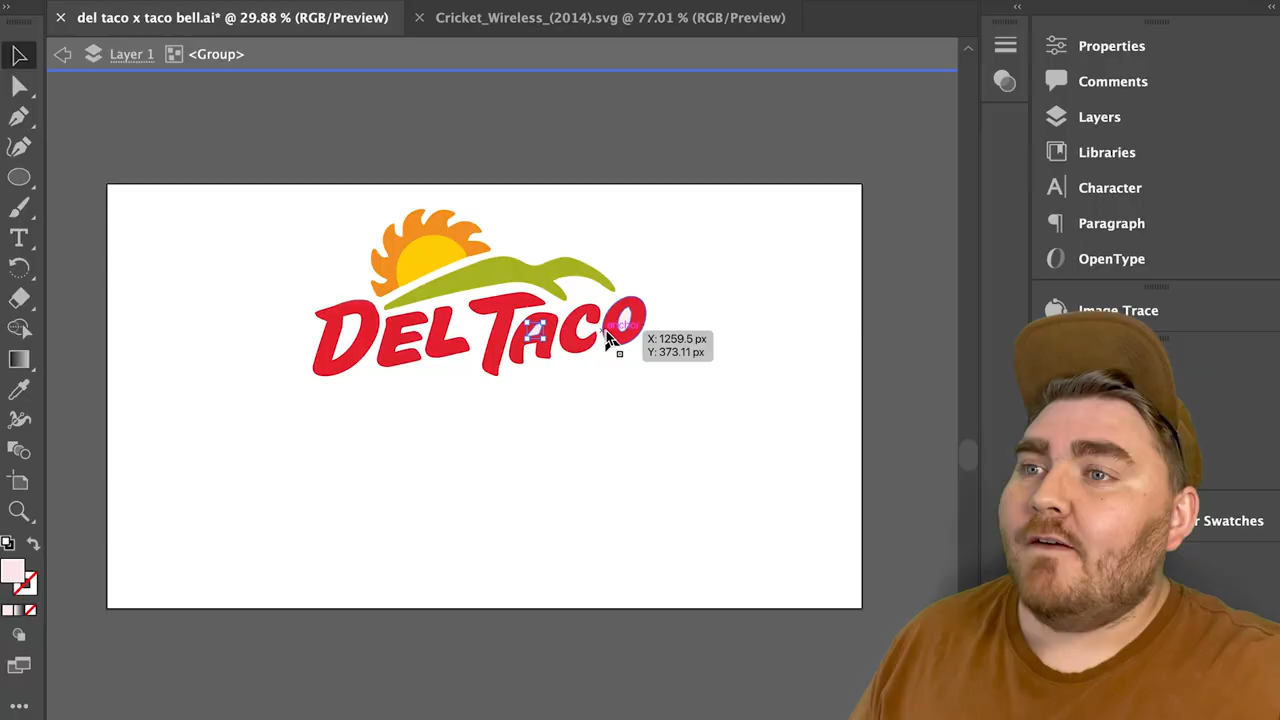 del taco x taco bell.ai* @ 29.88 % (RGB/Preview)
Cricket_Wireless_(2014).svg @ 77.01 % (RGB/Preview)
Layer 1
<Group>
Properties
Comments
Layers
Libraries
Character
Paragraph
OpenType
Image Trace
r Swatches
DEL TACO
anchor
X: 1259.5 px
Y: 373.11 px